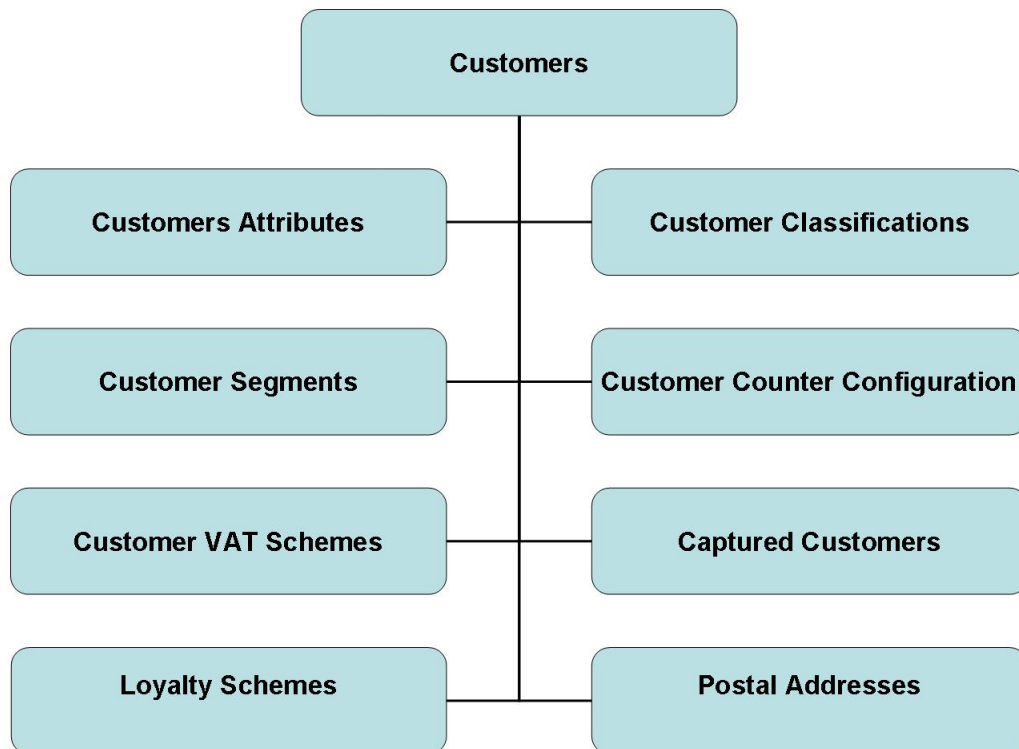 Customers
Customers Attributes
Customer Classifications
Customer Segments
Customer Counter Configuration
Customer VAT Schemes
Captured Customers
Loyalty Schemes
Postal Addresses